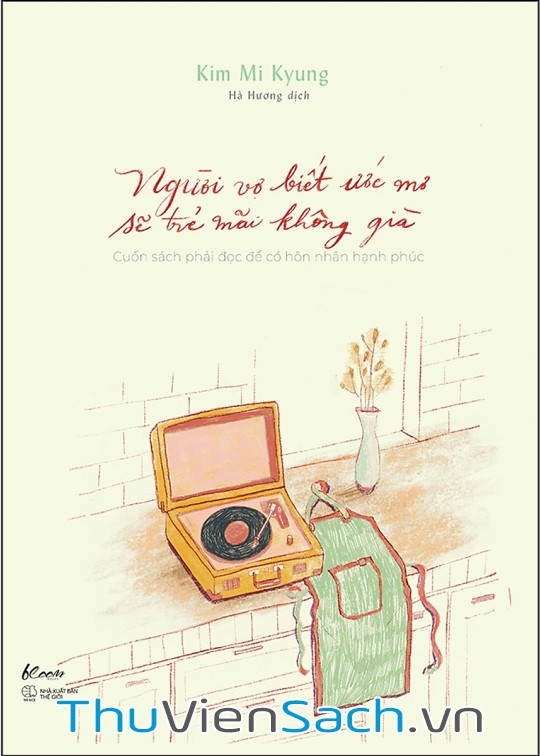 Kim Mi Kyung
Hà Hương dịch
Người vợ biết ước mơ
sẽ trẻ mãi không già
Cuốn sách phải đọc để có hôn nhân hạnh phúc
bloom
NHÀ XUẤT BẢN
THẾ GIỚI
ThuVienSach.vn